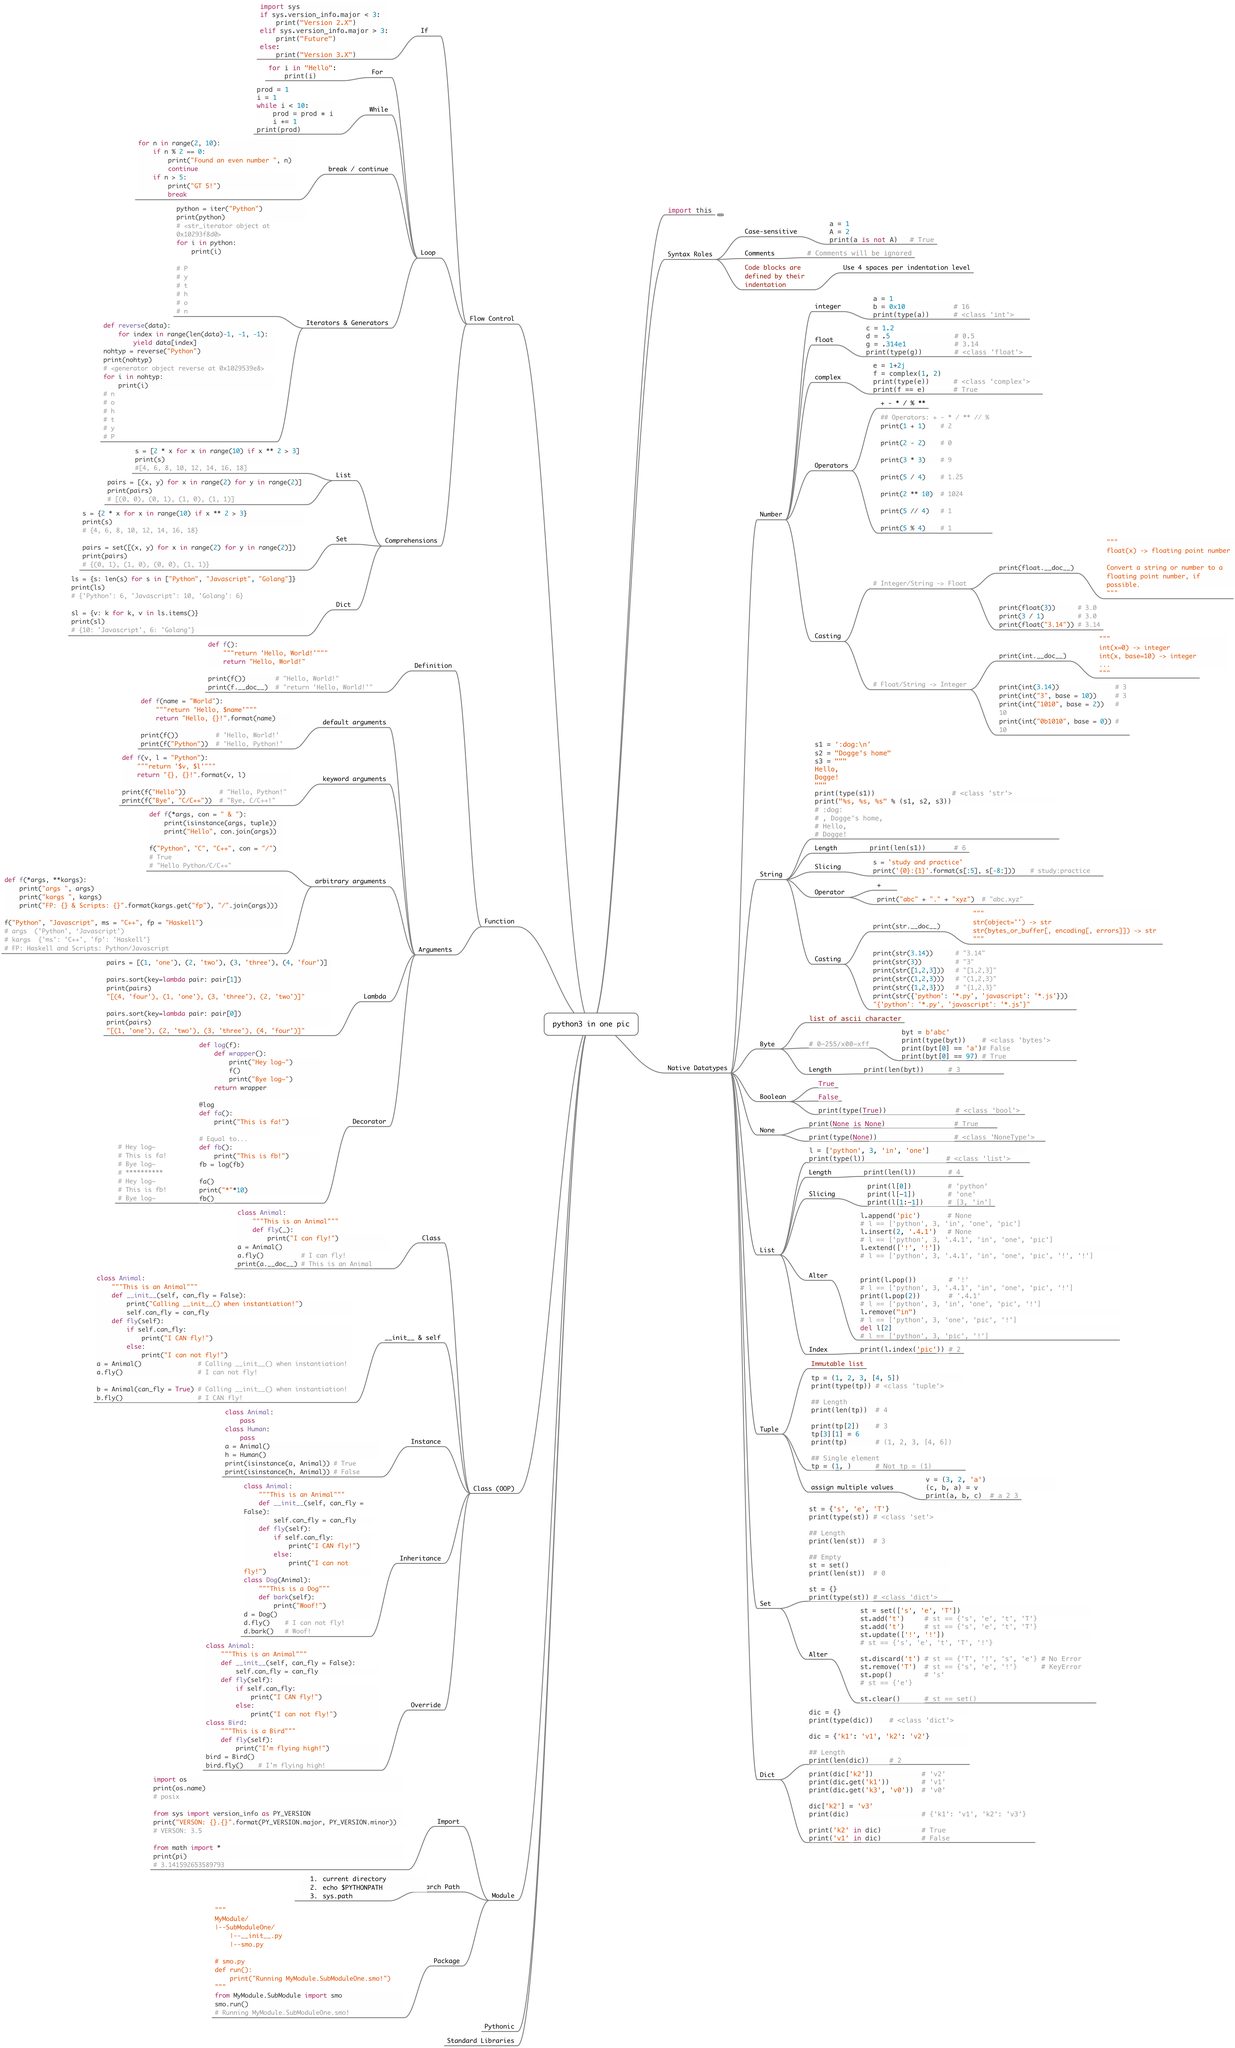 python3 in one pic
import this
Syntax Roles
Case-sensitive
a = 1
A = 2
print(a is not A)   # True
Comments
# Comments will be ignored
Code blocks are
defined by their
indentation
Use 4 spaces per indentation level
Native Datatypes
Number
integer
a = 1
b = 0x10            # 16
print(type(a))      # <class 'int'>
float
c = 1.2
d = .5              # 0.5
g = .314e1          # 3.14
print(type(g))      # <class 'float'>
complex
e = 1+2j
f = complex(1, 2)
print(type(e))      # <class 'complex'>
print(f == e)       # True
Operators
+ - * / % **
## Operators: + - * / ** // %
print(1 + 1)    # 2
print(2 - 2)    # 0
print(3 * 3)    # 9
print(5 / 4)    # 1.25
print(2 ** 10)  # 1024
print(5 // 4)   # 1
print(5 % 4)    # 1
Casting
# Integer/String -> Float
print(float.__doc__)
"""
float(x) -> floating point number
Convert a string or number to a
floating point number, if
possible.
"""
print(float(3))      # 3.0
print(3 / 1)         # 3.0
print(float("3.14")) # 3.14
# Float/String -> Integer
print(int.__doc__)
"""
int(x=0) -> integer
int(x, base=10) -> integer
...
"""
print(int(3.14))               # 3
print(int("3", base = 10))     # 3
print(int("1010", base = 2))   #
10
print(int("0b1010", base = 0)) #
10
String
s1 = ':dog:\n'
s2 = "Dogge's home"
s3 = """
Hello,
Dogge!
"""
print(type(s1))                     # <class 'str'>
print("%s, %s, %s" % (s1, s2, s3))
# :dog:
# , Dogge's home,
# Hello,
# Dogge!
Length
print(len(s1))        # 6
Slicing
s = 'study and practice'
print('{0}:{1}'.format(s[:5], s[-8:]))    # study:practice
Operator
+
print("abc" + "." + "xyz")  # "abc.xyz"
Casting
print(str.__doc__)
"""
str(object='') -> str
str(bytes_or_buffer[, encoding[, errors]]) -> str
"""
print(str(3.14))      # "3.14"
print(str(3))         # "3"
print(str([1,2,3]))   # "[1,2,3]"
print(str((1,2,3)))   # "(1,2,3)"
print(str({1,2,3}))   # "{1,2,3}"
print(str({'python': '*.py', 'javascript': '*.js'}))
"{'python': '*.py', 'javascript': '*.js'}"
Byte
list of ascii character
# 0-255/x00-xff
byt = b'abc'
print(type(byt))    # <class 'bytes'>
print(byt[0] == 'a')# False
print(byt[0] == 97) # True
Length
print(len(byt))       # 3
Boolean
True
False
print(type(True))                  # <class 'bool'>
None
print(None is None)                # True
print(type(None))                  # <class 'NoneType'>
List
l = ['python', 3, 'in', 'one']
print(type(l))                     # <class 'list'>
Length
print(len(l))        # 4
Slicing
print(l[0])         # 'python'
print(l[-1])        # 'one'
print(l[1:-1])      # [3, 'in']
Alter
l.append('pic')       # None
# l == ['python', 3, 'in', 'one', 'pic']
l.insert(2, '.4.1')   # None
# l == ['python', 3, '.4.1', 'in', 'one', 'pic']
l.extend(['!', '!'])
# l == ['python', 3, '.4.1', 'in', 'one', 'pic', '!', '!']
print(l.pop())        # '!'
# l == ['python', 3, '.4.1', 'in', 'one', 'pic', '!']
print(l.pop(2))       # '.4.1'
# l == ['python', 3, 'in', 'one', 'pic', '!']
l.remove("in")
# l == ['python', 3, 'one', 'pic', '!']
del l[2]
# l == ['python', 3, 'pic', '!']
Index
print(l.index('pic')) # 2
Tuple
Immutable list
tp = (1, 2, 3, [4, 5])
print(type(tp)) # <class 'tuple'>
## Length
print(len(tp))  # 4
print(tp[2])    # 3
tp[3][1] = 6
print(tp)       # (1, 2, 3, [4, 6])
## Single element
tp = (1, )      # Not tp = (1)
assign multiple values
v = (3, 2, 'a')
(c, b, a) = v
print(a, b, c)  # a 2 3
Set
st = {'s', 'e', 'T'}
print(type(st)) # <class 'set'>
## Length
print(len(st))  # 3
## Empty
st = set()
print(len(st))  # 0
st = {}
print(type(st)) # <class 'dict'>
Alter
st = set(['s', 'e', 'T'])
st.add('t')     # st == {'s', 'e', 't', 'T'}
st.add('t')     # st == {'s', 'e', 't', 'T'}
st.update(['!', '!'])
# st == {'s', 'e', 't', 'T', '!'}
st.discard('t') # st == {'T', '!', 's', 'e'} # No Error
st.remove('T')  # st == {'s', 'e', '!'}      # KeyError
st.pop()        # 's'
# st == {'e'}
st.clear()      # st == set()
Dict
dic = {}
print(type(dic))    # <class 'dict'>
dic = {'k1': 'v1', 'k2': 'v2'}
## Length
print(len(dic))     # 2
print(dic['k2'])            # 'v2'
print(dic.get('k1'))        # 'v1'
print(dic.get('k3', 'v0'))  # 'v0'
dic['k2'] = 'v3'
print(dic)                  # {'k1': 'v1', 'k2': 'v3'}
print('k2' in dic)          # True
print('v1' in dic)          # False
Flow Control
If
import sys
if sys.version_info.major < 3:
    print("Version 2.X")
elif sys.version_info.major > 3:
    print("Future")
else:
    print("Version 3.X")
Loop
For
for i in "Hello":
    print(i)
While
prod = 1
i = 1
while i < 10:
    prod = prod * i
    i += 1
print(prod)
break / continue
for n in range(2, 10):
    if n % 2 == 0:
        print("Found an even number ", n)
        continue
    if n > 5:
        print("GT 5!")
        break
Iterators & Generators
python = iter("Python")
print(python)
# <str_iterator object at
0x10293f8d0>
for i in python:
    print(i)
# P
# y
# t
# h
# o
# n
def reverse(data):
    for index in range(len(data)-1, -1, -1):
        yield data[index]
nohtyp = reverse("Python")
print(nohtyp)
# <generator object reverse at 0x1029539e8>
for i in nohtyp:
    print(i)
# n
# o
# h
# t
# y
# P
Comprehensions
List
s = [2 * x for x in range(10) if x ** 2 > 3]
print(s)
#[4, 6, 8, 10, 12, 14, 16, 18]
pairs = [(x, y) for x in range(2) for y in range(2)]
print(pairs)
# [(0, 0), (0, 1), (1, 0), (1, 1)]
Set
s = {2 * x for x in range(10) if x ** 2 > 3}
print(s)
# {4, 6, 8, 10, 12, 14, 16, 18}
pairs = set([(x, y) for x in range(2) for y in range(2)])
print(pairs)
# {(0, 1), (1, 0), (0, 0), (1, 1)}
Dict
ls = {s: len(s) for s in ["Python", "Javascript", "Golang"]}
print(ls)
# {'Python': 6, 'Javascript': 10, 'Golang': 6}
sl = {v: k for k, v in ls.items()}
print(sl)
# {10: 'Javascript', 6: 'Golang'}
Function
Definition
def f():
    """return 'Hello, World!'"""
    return "Hello, World!"
print(f())        # "Hello, World!"
print(f.__doc__)  # "return 'Hello, World!'"
Arguments
default arguments
def f(name = "World"):
    """return 'Hello, $name'"""
    return "Hello, {}!".format(name)
print(f())          # 'Hello, World!'
print(f("Python"))  # 'Hello, Python!'
keyword arguments
def f(v, l = "Python"):
    """return '$v, $l'"""
    return "{}, {}!".format(v, l)
print(f("Hello"))         # "Hello, Python!"
print(f("Bye", "C/C++"))  # "Bye, C/C++!"
arbitrary arguments
def f(*args, con = " & "):
    print(isinstance(args, tuple))
    print("Hello", con.join(args))
f("Python", "C", "C++", con = "/")
# True
# "Hello Python/C/C++"
def f(*args, **kargs):
    print("args ", args)
    print("kargs ", kargs)
    print("FP: {} & Scripts: {}".format(kargs.get("fp"), "/".join(args)))
f("Python", "Javascript", ms = "C++", fp = "Haskell")
# args  ('Python', 'Javascript')
# kargs  {'ms': 'C++', 'fp': 'Haskell'}
# FP: Haskell and Scripts: Python/Javascript
Lambda
pairs = [(1, 'one'), (2, 'two'), (3, 'three'), (4, 'four')]
pairs.sort(key=lambda pair: pair[1])
print(pairs)
"[(4, 'four'), (1, 'one'), (3, 'three'), (2, 'two')]"
pairs.sort(key=lambda pair: pair[0])
print(pairs)
"[(1, 'one'), (2, 'two'), (3, 'three'), (4, 'four')]"
Decorator
def log(f):
    def wrapper():
        print("Hey log~")
        f()
        print("Bye log~")
    return wrapper
@log
def fa():
    print("This is fa!")
# Equal to...
def fb():
    print("This is fb!")
fb = log(fb)
fa()
print("*"*10)
fb()
# Hey log~
# This is fa!
# Bye log~
# **********
# Hey log~
# This is fb!
# Bye log~
Class (OOP)
Class
class Animal:
    """This is an Animal"""
    def fly(_):
        print("I can fly!")
a = Animal()
a.fly()          # I can fly!
print(a.__doc__) # This is an Animal
__init__ & self
class Animal:
    """This is an Animal"""
    def __init__(self, can_fly = False):
        print("Calling __init__() when instantiation!")
        self.can_fly = can_fly
    def fly(self):
        if self.can_fly:
            print("I CAN fly!")
        else:
            print("I can not fly!")
a = Animal()               # Calling __init__() when instantiation!
a.fly()                    # I can not fly!
b = Animal(can_fly = True) # Calling __init__() when instantiation!
b.fly()                    # I CAN fly!
Instance
class Animal:
    pass
class Human:
    pass
a = Animal()
h = Human()
print(isinstance(a, Animal)) # True
print(isinstance(h, Animal)) # False
Inheritance
class Animal:
    """This is an Animal"""
    def __init__(self, can_fly =
False):
        self.can_fly = can_fly
    def fly(self):
        if self.can_fly:
            print("I CAN fly!")
        else:
            print("I can not
fly!")
class Dog(Animal):
    """This is a Dog"""
    def bark(self):
        print("Woof!")
d = Dog()
d.fly()    # I can not fly!
d.bark()   # Woof!
Override
class Animal:
    """This is an Animal"""
    def __init__(self, can_fly = False):
        self.can_fly = can_fly
    def fly(self):
        if self.can_fly:
            print("I CAN fly!")
        else:
            print("I can not fly!")
class Bird:
    """This is a Bird"""
    def fly(self):
        print("I'm flying high!")
bird = Bird()
bird.fly()    # I'm flying high!
Module
Import
import os
print(os.name)
# posix
from sys import version_info as PY_VERSION
print("VERSON: {}.{}".format(PY_VERSION.major, PY_VERSION.minor))
# VERSON: 3.5
from math import *
print(pi)
# 3.141592653589793
arch Path
1. current directory
2. echo $PYTHONPATH
3. sys.path
Package
"""
MyModule/
|--SubModuleOne/
    |--__init__.py
    |--smo.py
# smo.py
def run():
    print("Running MyModule.SubModuleOne.smo!")
"""
from MyModule.SubModule import smo
smo.run()
# Running MyModule.SubModuleOne.smo!
Pythonic
Standard Libraries